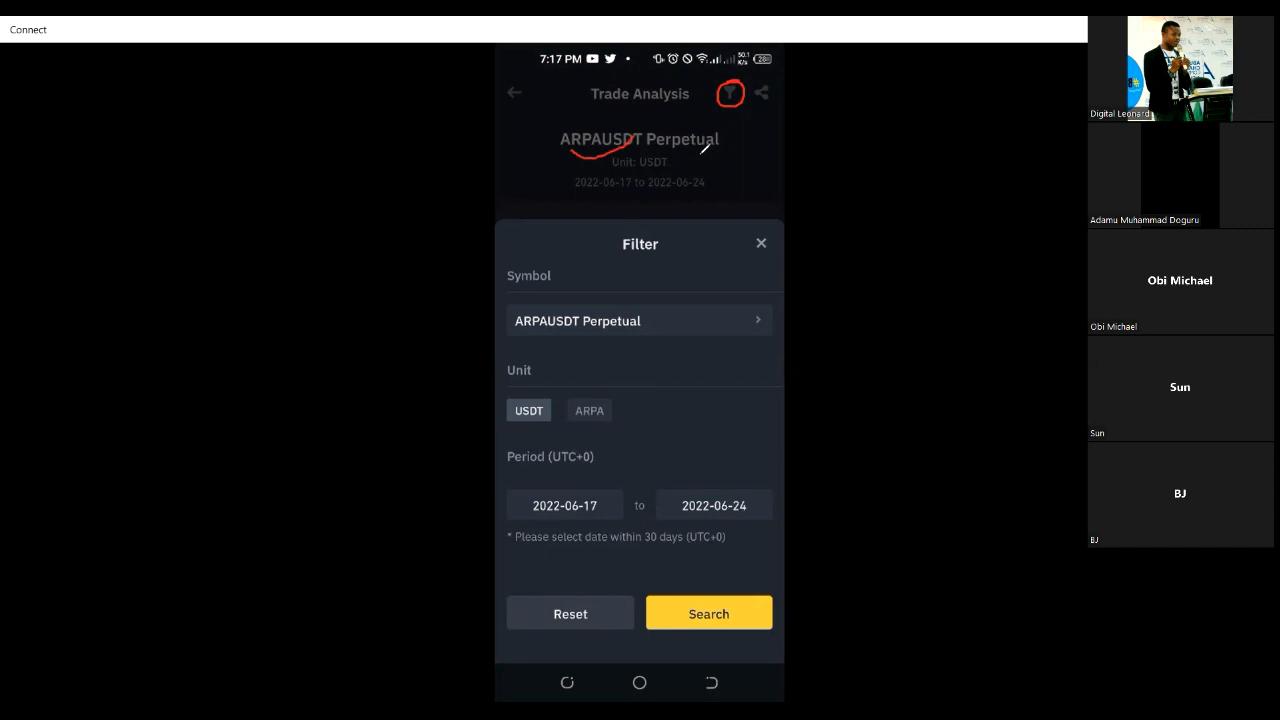 Connect
7:17 PM
50.1
K/s
28
Trade Analysis
ARPAUSDT Perpetual
Unit: USDT
2022-06-17 to 2022-06-24
Filter
Symbol
ARPAUSDT Perpetual
Unit
USDT ARPA
Period (UTC+0)
2022-06-17 to 2022-06-24
* Please select date within 30 days (UTC+0)
Reset Search
Digital Leonard
Adamu Muhammad Doguru
Obi Michael
Obi Michael
Sun
Sun
BJ
BJ